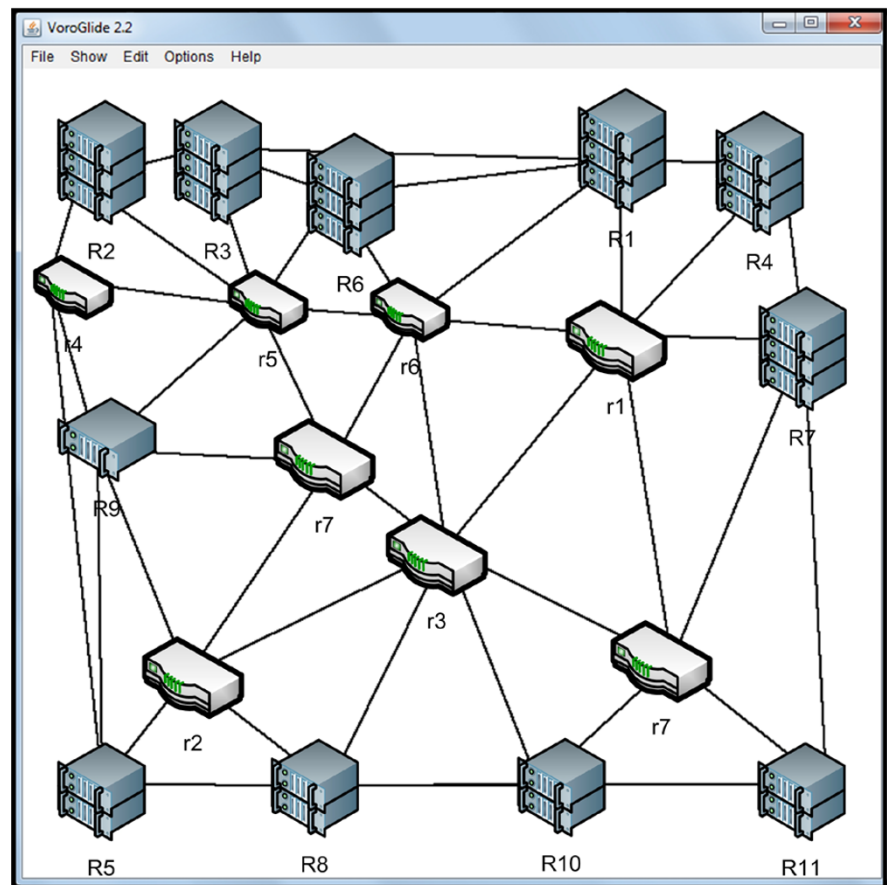 VoroGlide 2.2
File Show Edit Options Help
R2
R3
R6
R1
R4
r4
r5
r6
r1
R7
R9
r7
r3
r2
r7
R5
R8
R10
R11